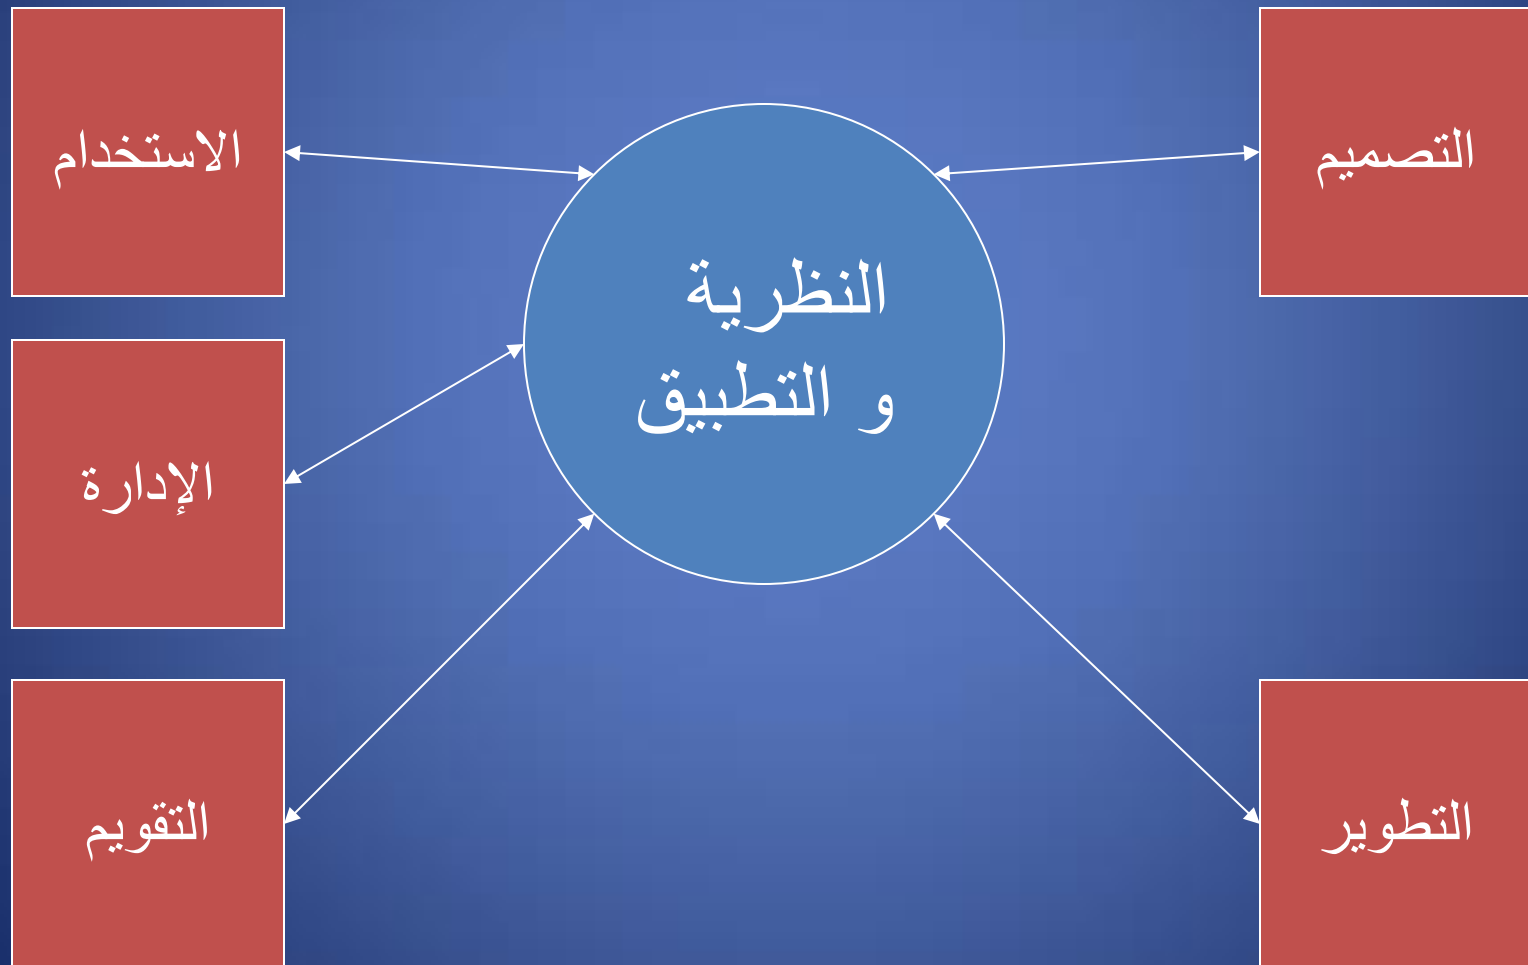 التصميم
الاستخدام
النظرية
و التطبيق
الإدارة
التطوير
التقويم